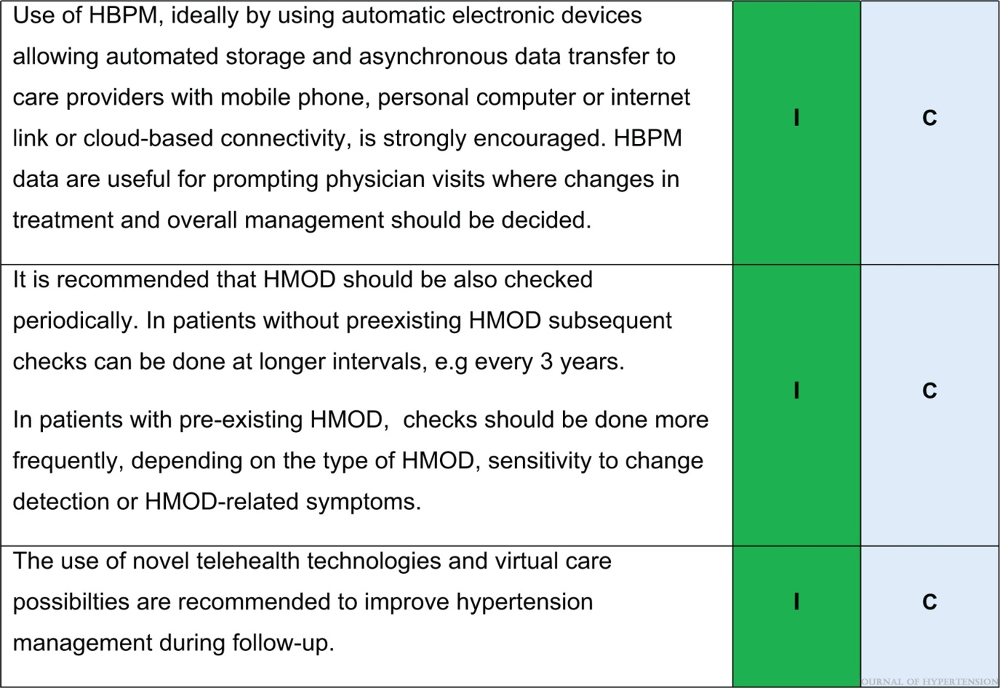 Use of HBPM, ideally by using automatic electronic devices
allowing automated storage and asynchronous data transfer to
care providers with mobile phone, personal computer or internet
link or cloud-based connectivity, is strongly encouraged. HBPM
data are useful for prompting physician visits where changes in
treatment and overall management should be decided.
I
C
It is recommended that HMOD should be also checked
periodically. In patients without preexisting HMOD subsequent
checks can be done at longer intervals, e.g every 3 years.
In patients with pre-existing HMOD,  checks should be done more
frequently, depending on the type of HMOD, sensitivity to change
detection or HMOD-related symptoms.
I
C
The use of novel telehealth technologies and virtual care
possibilties are recommended to improve hypertension
management during follow-up.
I
C
OURNAL OF HYPERTENSION